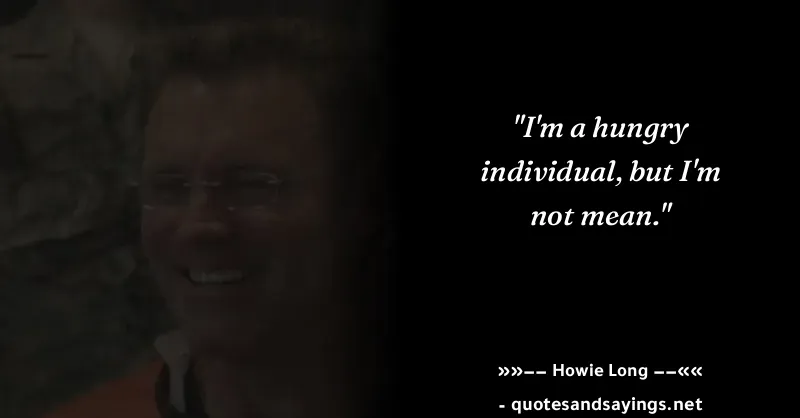 "I'm a hungry
individual, but I'm
not mean."
»»–– Howie Long ––««
- quotesandsayings.net